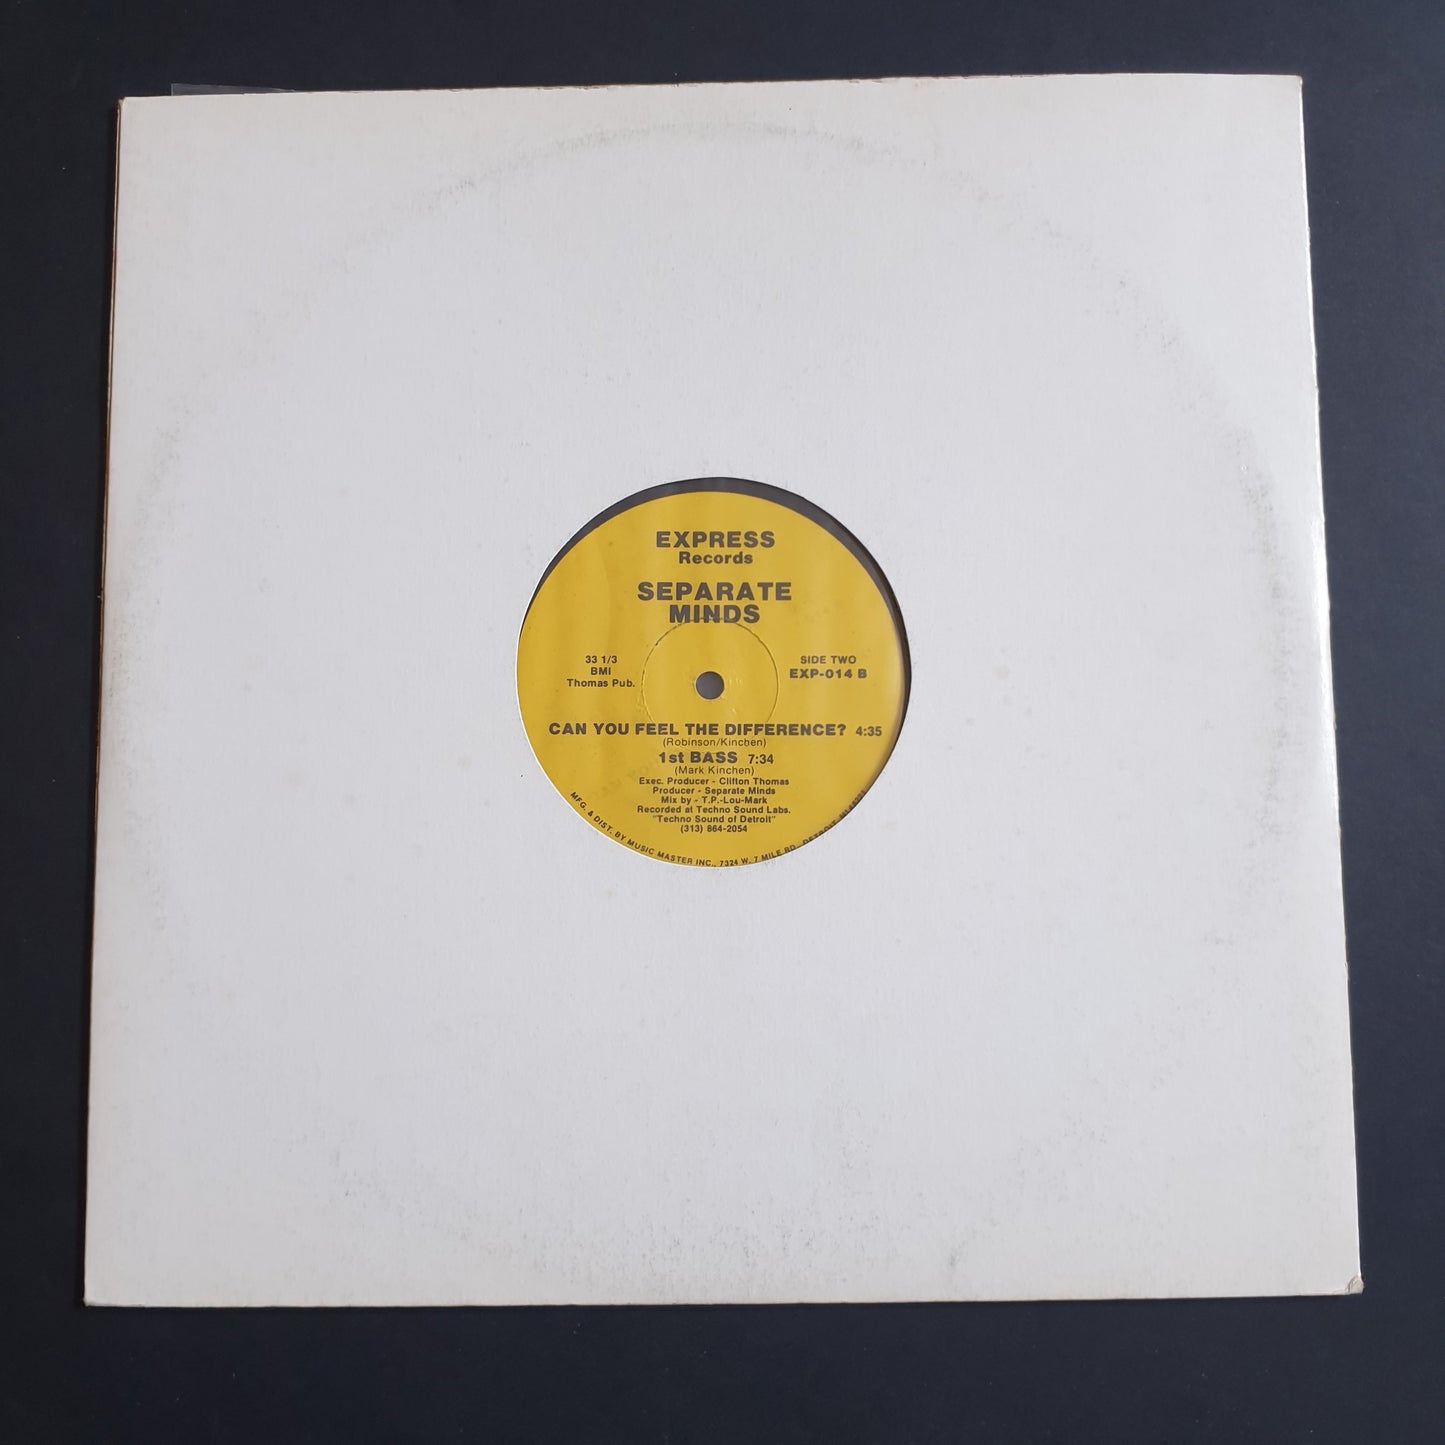 EXPRESS
Records
SEPARATE
MINDS
33 1/3
BMI
Thomas Pub.
SIDE TWO
EXP-014 B
CAN YOU FEEL THE DIFFERENCE? 4:35
(Robinson/Kinchen)
1st BASS 7:34
(Mark Kinchen)
Exec. Producer - Clifton Thomas
Producer - Separate Minds
Mix by - T.P.-Lou-Mark
Recorded at Techno Sound Labs.
"Techno Sound of Detroit"
(313) 864-2054
MFG. & DIST. BY MUSIC MASTER INC., 7324 W. 7 MILE RD., DETROIT, MI